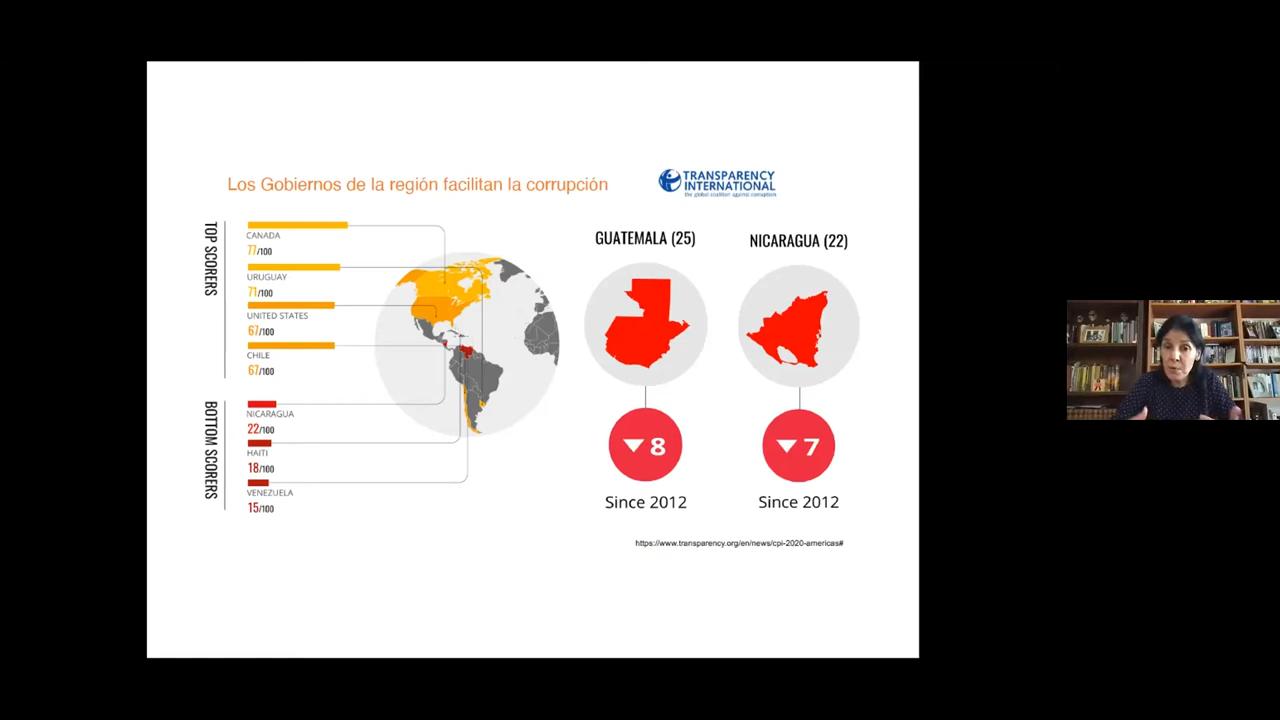 Los Gobiernos de la región facilitan la corrupción
TRANSPARENCY
INTERNATIONAL
the global coalition against corruption
TOP SCORERS
CANADA
77/100
URUGUAY
71/100
UNITED STATES
67/100
CHILE
67/100
BOTTOM SCORERS
NICARAGUA
22/100
HAITI
18/100
VENEZUELA
15/100
GUATEMALA (25)
▼8
Since 2012
NICARAGUA (22)
▼7
Since 2012
https://www.transparency.org/en/news/cpi-2020-americas#